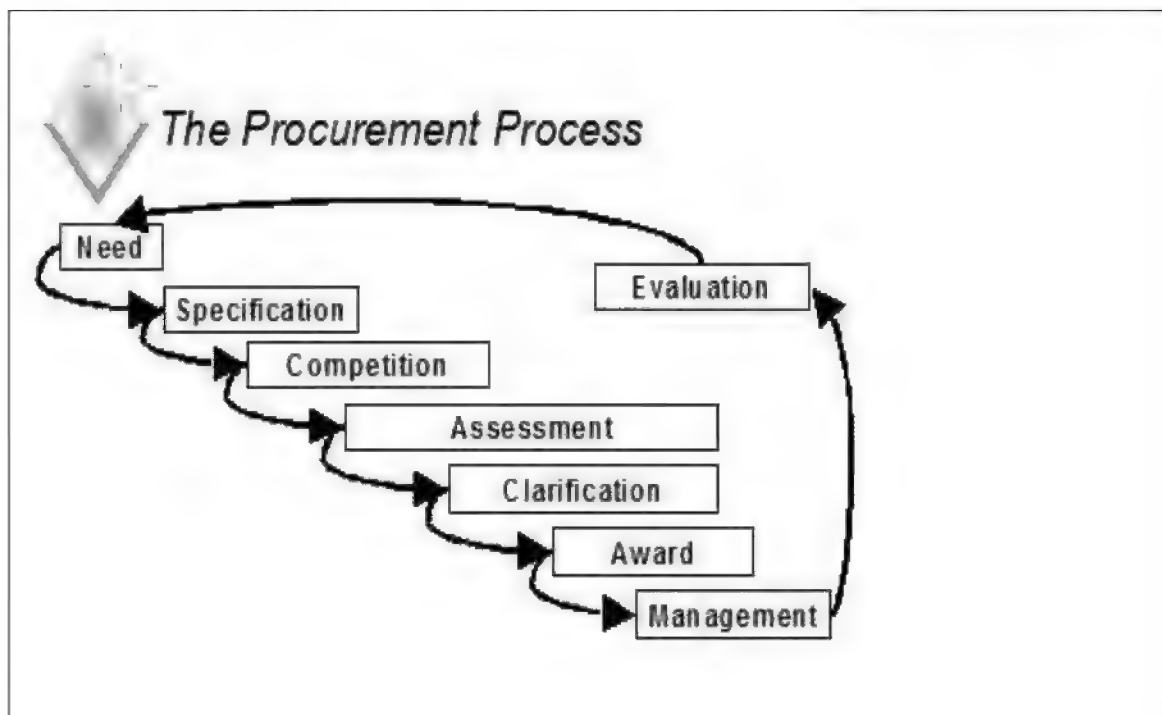 The Procurement Process
Need
Specification
Competition
Assessment
Clarification
Award
Management
Evaluation